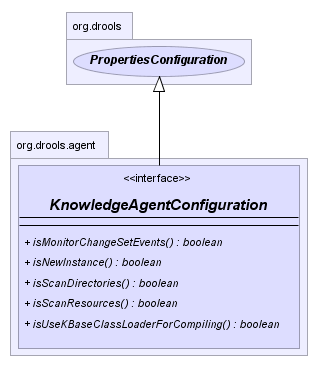 org.drools
PropertiesConfiguration
org.drools.agent
<<interface>>
KnowledgeAgentConfiguration
+ isMonitorChangeSetEvents() : boolean
+ isNewInstance() : boolean
+ isScanDirectories() : boolean
+ isScanResources() : boolean
+ isUseKBaseClassLoaderForCompiling() : boolean